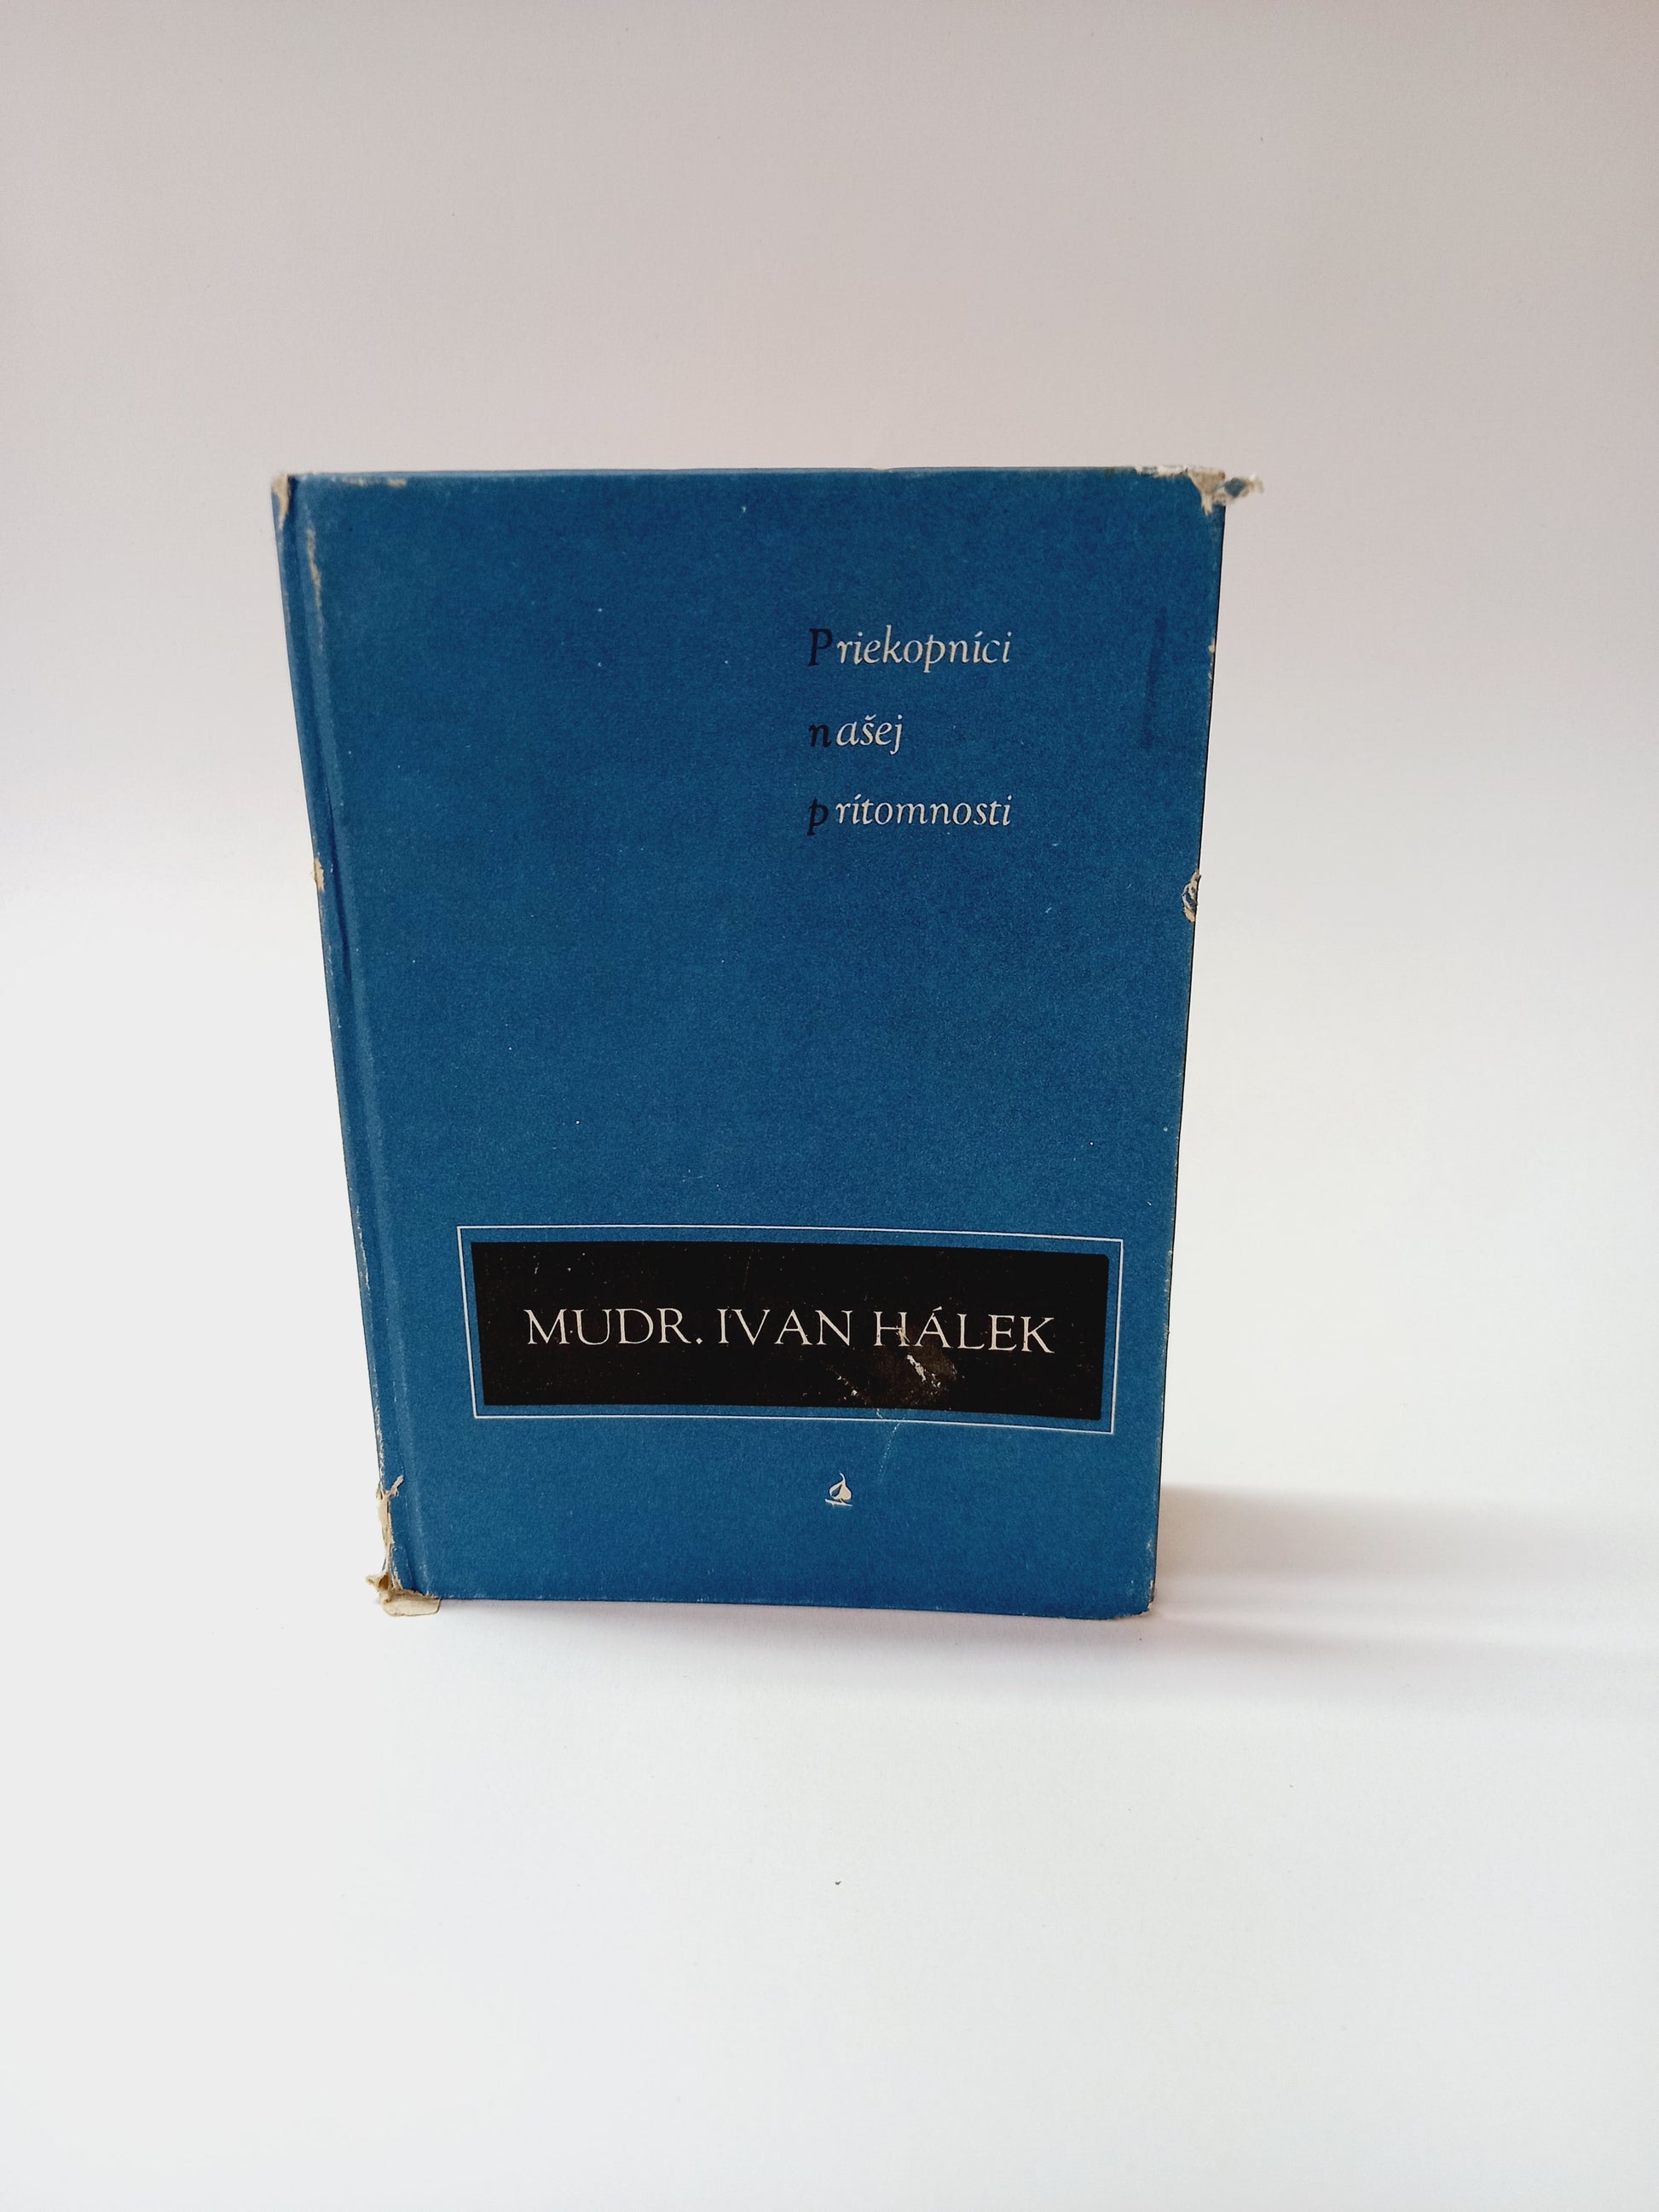 Priekopníci
našej
prítomnosti
MUDR. IVAN HÁLEK